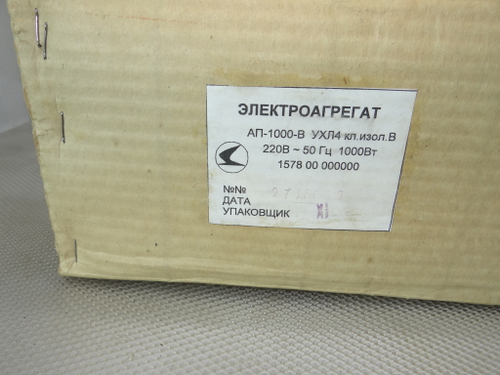 ЭЛЕКТРОАГРЕГАТ
АП-1000-В УХЛ4 кл.изол.В
220В ~ 50 Гц 1000Вт
1578 00 000000
№№
ДАТА
УПАКОВЩИК